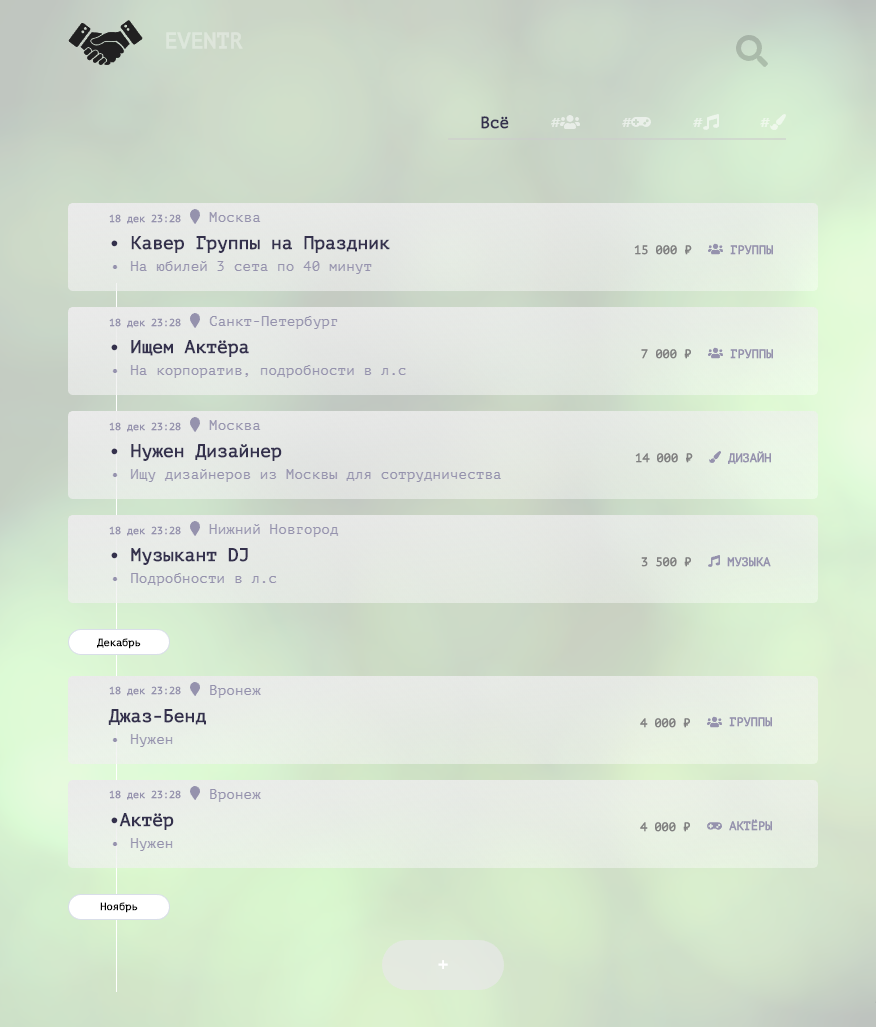 EVENTR
Всё # # # #
18 дек 23:28 Москва
• Кавер Группы на Праздник
15 000 ₽ ГРУППЫ
• На юбилей 3 сета по 40 минут
18 дек 23:28 Санкт-Петербург
• Ищем Актёра
7 000 ₽ ГРУППЫ
• На корпоратив, подробности в л.с
18 дек 23:28 Москва
• Нужен Дизайнер
14 000 ₽ ДИЗАЙН
• Ищу дизайнеров из Москвы для сотрудничества
18 дек 23:28 Нижний Новгород
• Музыкант DJ
3 500 ₽ МУЗЫКА
• Подробности в л.с
Декабрь
18 дек 23:28 Вронеж
Джаз-Бенд
4 000 ₽ ГРУППЫ
• Нужен
18 дек 23:28 Вронеж
•Актёр
4 000 ₽ АКТЁРЫ
• Нужен
Ноябрь
+